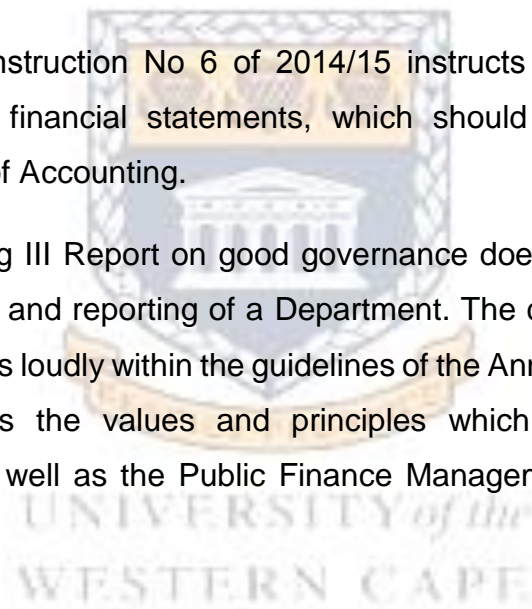 nstruction No 6 of 2014/15 instructs
financial statements, which should
f Accounting.
g III Report on good governance doe
and reporting of a Department. The
s loudly within the guidelines of the Ann
s the values and principles which
well as the Public Finance Manager
UNIVERSITY of the
WESTERN CAPE